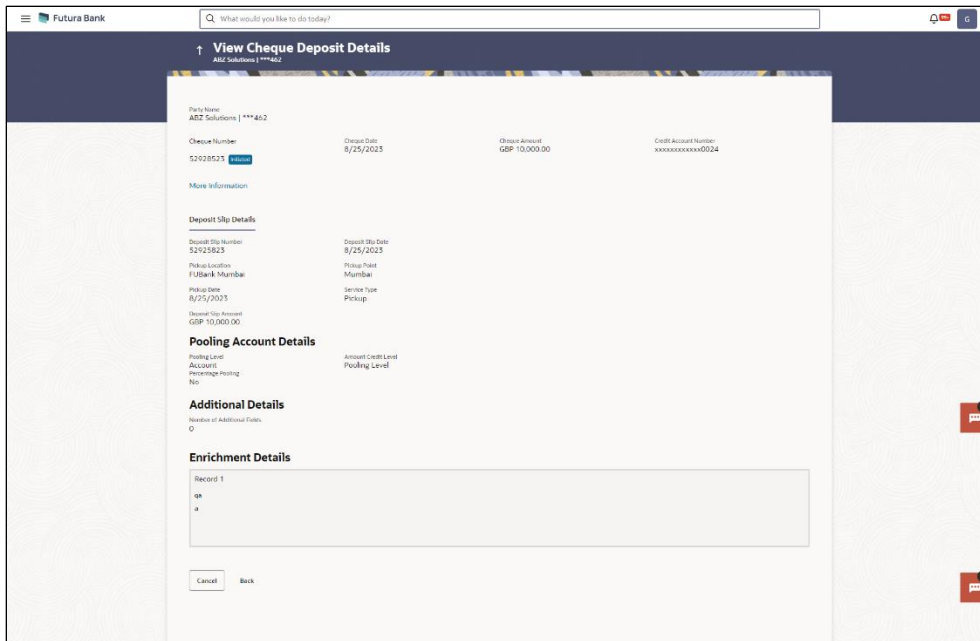 Futura Bank
What would you like to do today?
G
View Cheque Deposit Details
ABZ Solutions | ***462
Party Name
ABZ Solutions | ***462
Cheque Number
Cheque Date
Cheque Amount
Credit Account Number
52928523 Initiated
8/25/2023
GBP 10,000.00
xxxxxxxxxxxx0024
More Information
Deposit Slip Details
Deposit Slip Number
Deposit Slip Date
52925823
8/25/2023
Pickup Location
Pickup Point
FUBank Mumbai
Mumbai
Pickup Date
Service Type
8/25/2023
Pickup
Deposit Slip Amount
GBP 10,000.00
Pooling Account Details
Pooling Level
Amount Credit Level
Account
Pooling Level
Percentage Pooling
No
Additional Details
Number of Additional Fields
0
Enrichment Details
Record 1
qa
a
Cancel
Back